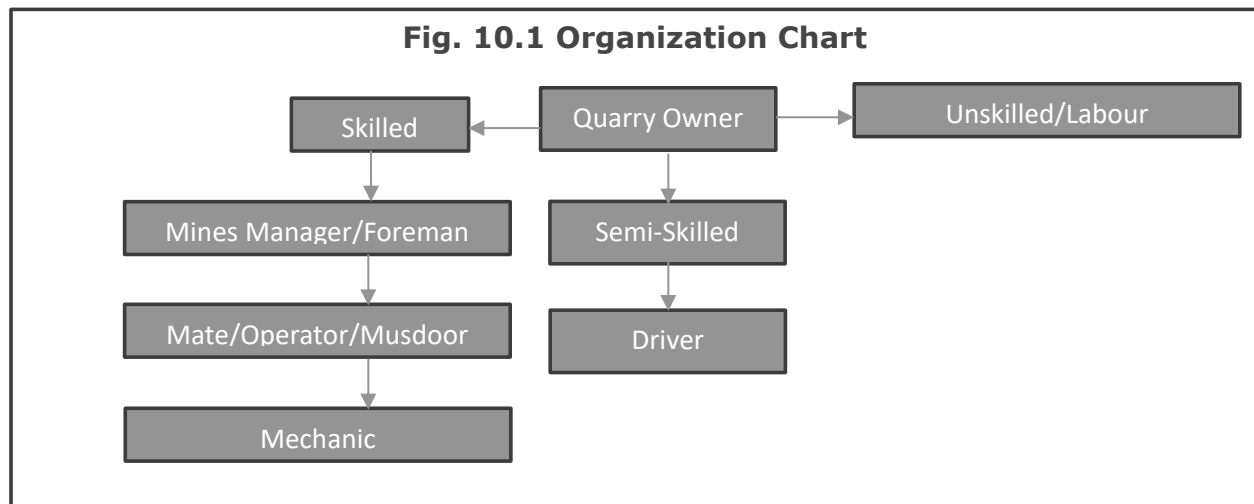 Fig. 10.1 Organization Chart
Skilled
Quarry Owner
Unskilled/Labour
Mines Manager/Foreman
Semi-Skilled
Mate/Operator/Musdoor
Driver
Mechanic